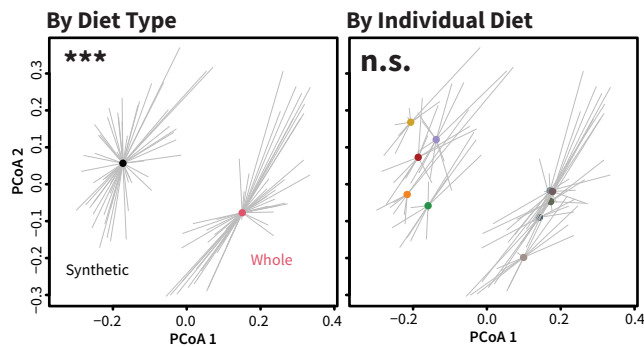 By Diet Type
By Individual Diet
***
n.s.
PCoA 2
0.3
0.2
0.1
0.0
−0.1
−0.2
−0.3
Synthetic
Whole
−0.2
0.0
0.2
0.4
PCoA 1
−0.2
0.0
0.2
0.4
PCoA 1